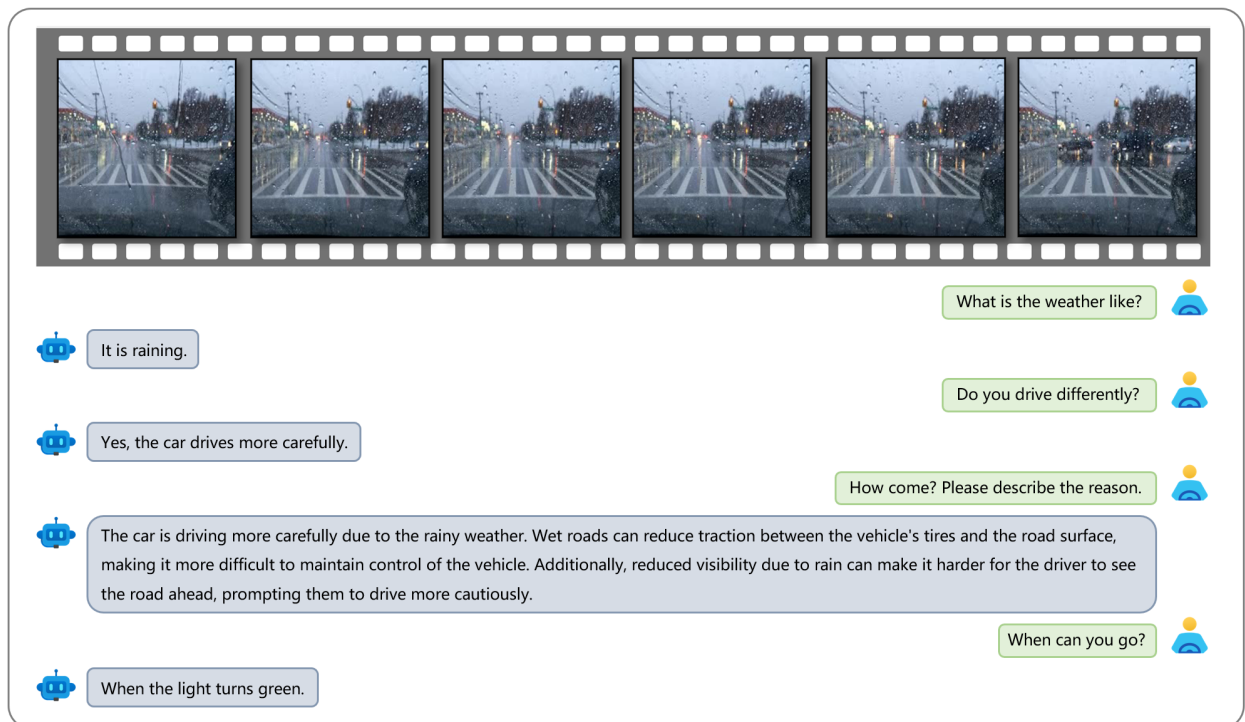 What is the weather like?
It is raining.
Do you drive differently?
Yes, the car drives more carefully.
How come? Please describe the reason.
The car is driving more carefully due to the rainy weather. Wet roads can reduce traction between the vehicle's tires and the road surface,
making it more difficult to maintain control of the vehicle. Additionally, reduced visibility due to rain can make it harder for the driver to see
the road ahead, prompting them to drive more cautiously.
When can you go?
When the light turns green.